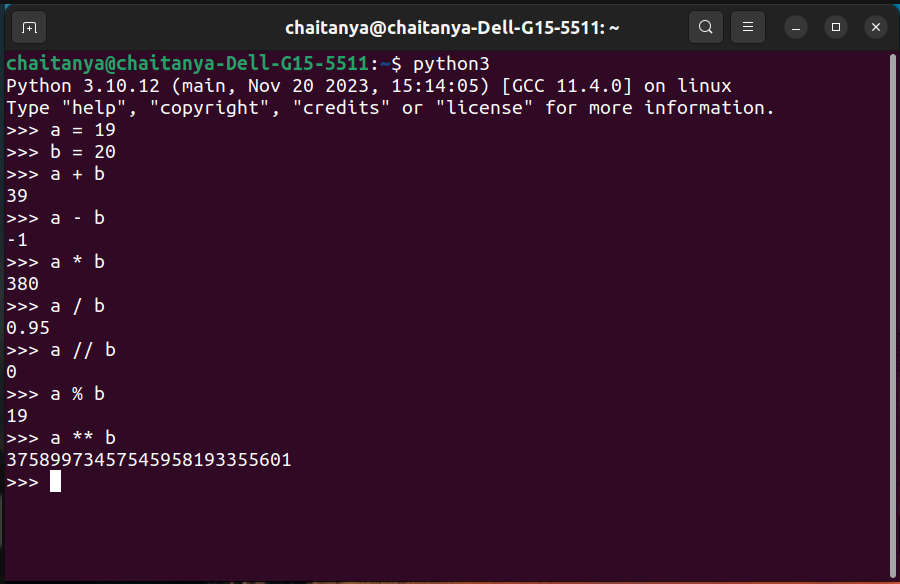 chaitanya@chaitanya-Dell-G15-5511: ~
chaitanya@chaitanya-Dell-G15-5511:~$ python3
Python 3.10.12 (main, Nov 20 2023, 15:14:05) [GCC 11.4.0] on linux
Type "help", "copyright", "credits" or "license" for more information.
>>> a = 19
>>> b = 20
>>> a + b
39
>>> a - b
-1
>>> a * b
380
>>> a / b
0.95
>>> a // b
0
>>> a % b
19
>>> a ** b
37589973457545958193355601
>>>